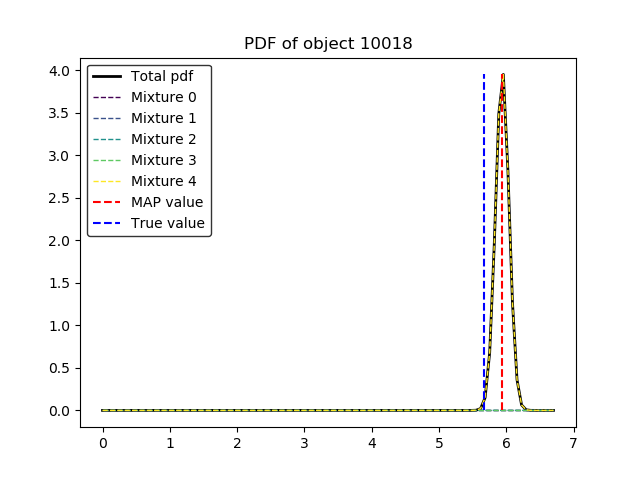 PDF of object 10018
4.0
3.5
3.0
2.5
2.0
1.5
1.0
0.5
0.0
Total pdf
Mixture 0
Mixture 1
Mixture 2
Mixture 3
Mixture 4
MAP value
True value
0 1 2 3 4 5 6 7